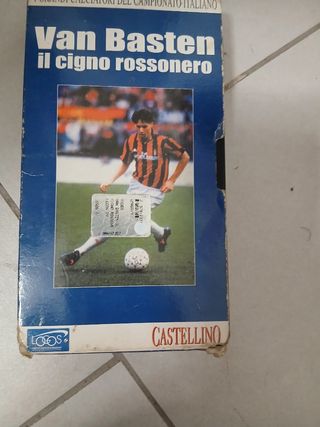 I GRANDI CALCIATORI DEL CAMPIONATO ITALIANO
Van Basten
il cigno rossonero
LOGOS
CASTELLINO